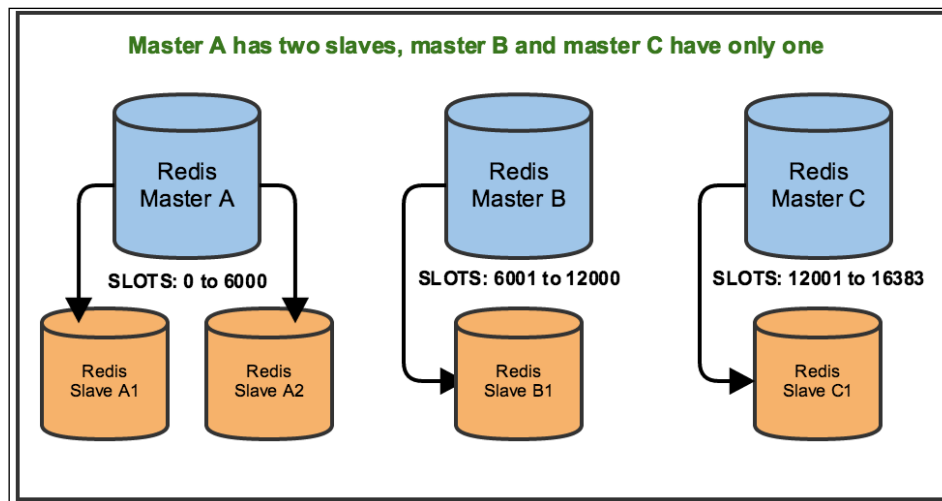 Master A has two slaves, master B and master C have only one
Redis
Master A
Redis
Master B
Redis
Master C
SLOTS: 0 to 6000
SLOTS: 6001 to 12000
SLOTS: 12001 to 16383
Redis
Slave A1
Redis
Slave A2
Redis
Slave B1
Redis
Slave C1